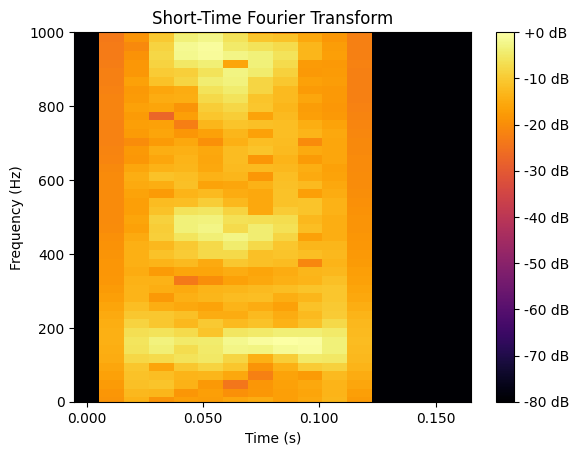 Short-Time Fourier Transform
1000
800
600
400
200
0
Frequency (Hz)
0.000
0.050
0.100
0.150
Time (s)
+0 dB
-10 dB
-20 dB
-30 dB
-40 dB
-50 dB
-60 dB
-70 dB
-80 dB